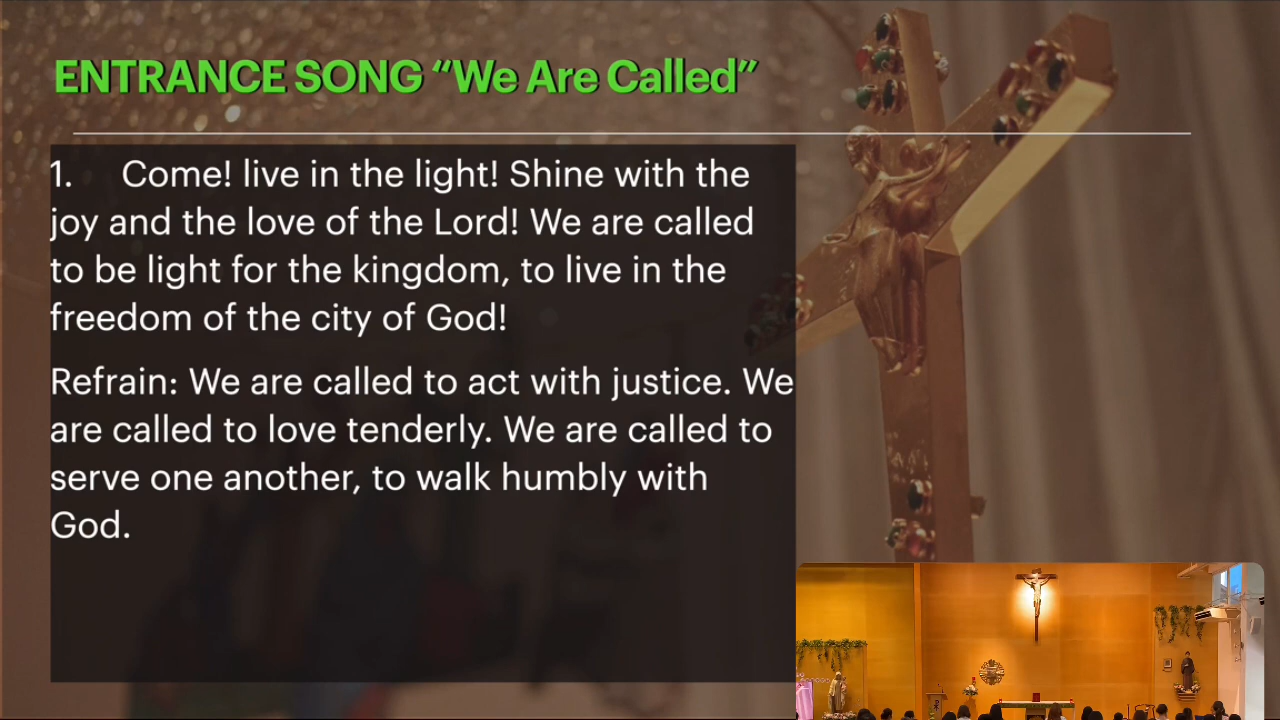 ENTRANCE SONG “We Are Called”
1. Come! live in the light! Shine with the
joy and the love of the Lord! We are called
to be light for the kingdom, to live in the
freedom of the city of God!
Refrain: We are called to act with justice. We
are called to love tenderly. We are called to
serve one another, to walk humbly with
God.